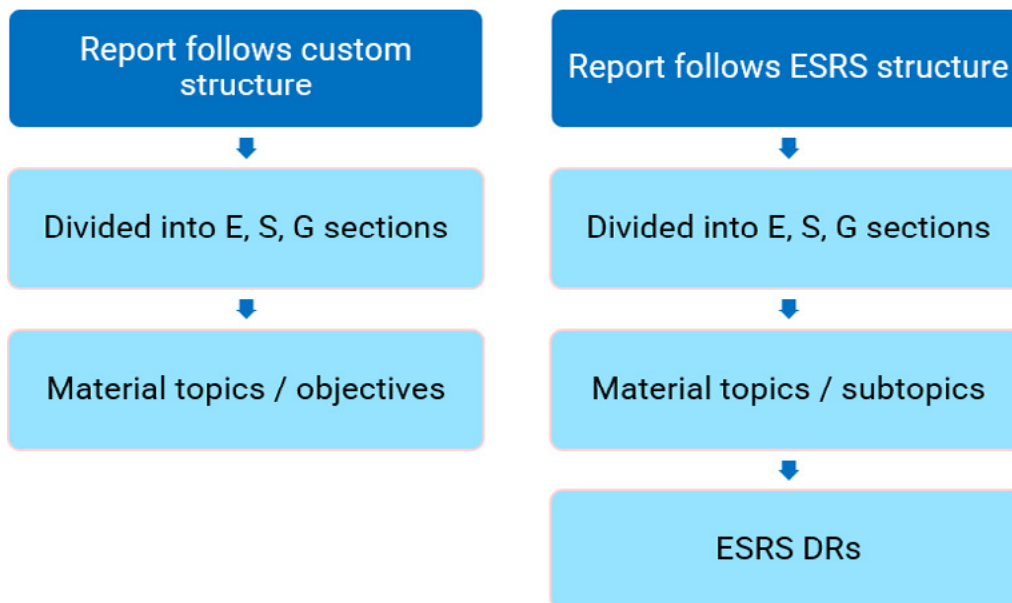 Report follows custom
structure
Divided into E, S, G sections
Material topics / objectives
Report follows ESRS structure
Divided into E, S, G sections
Material topics / subtopics
ESRS DRs